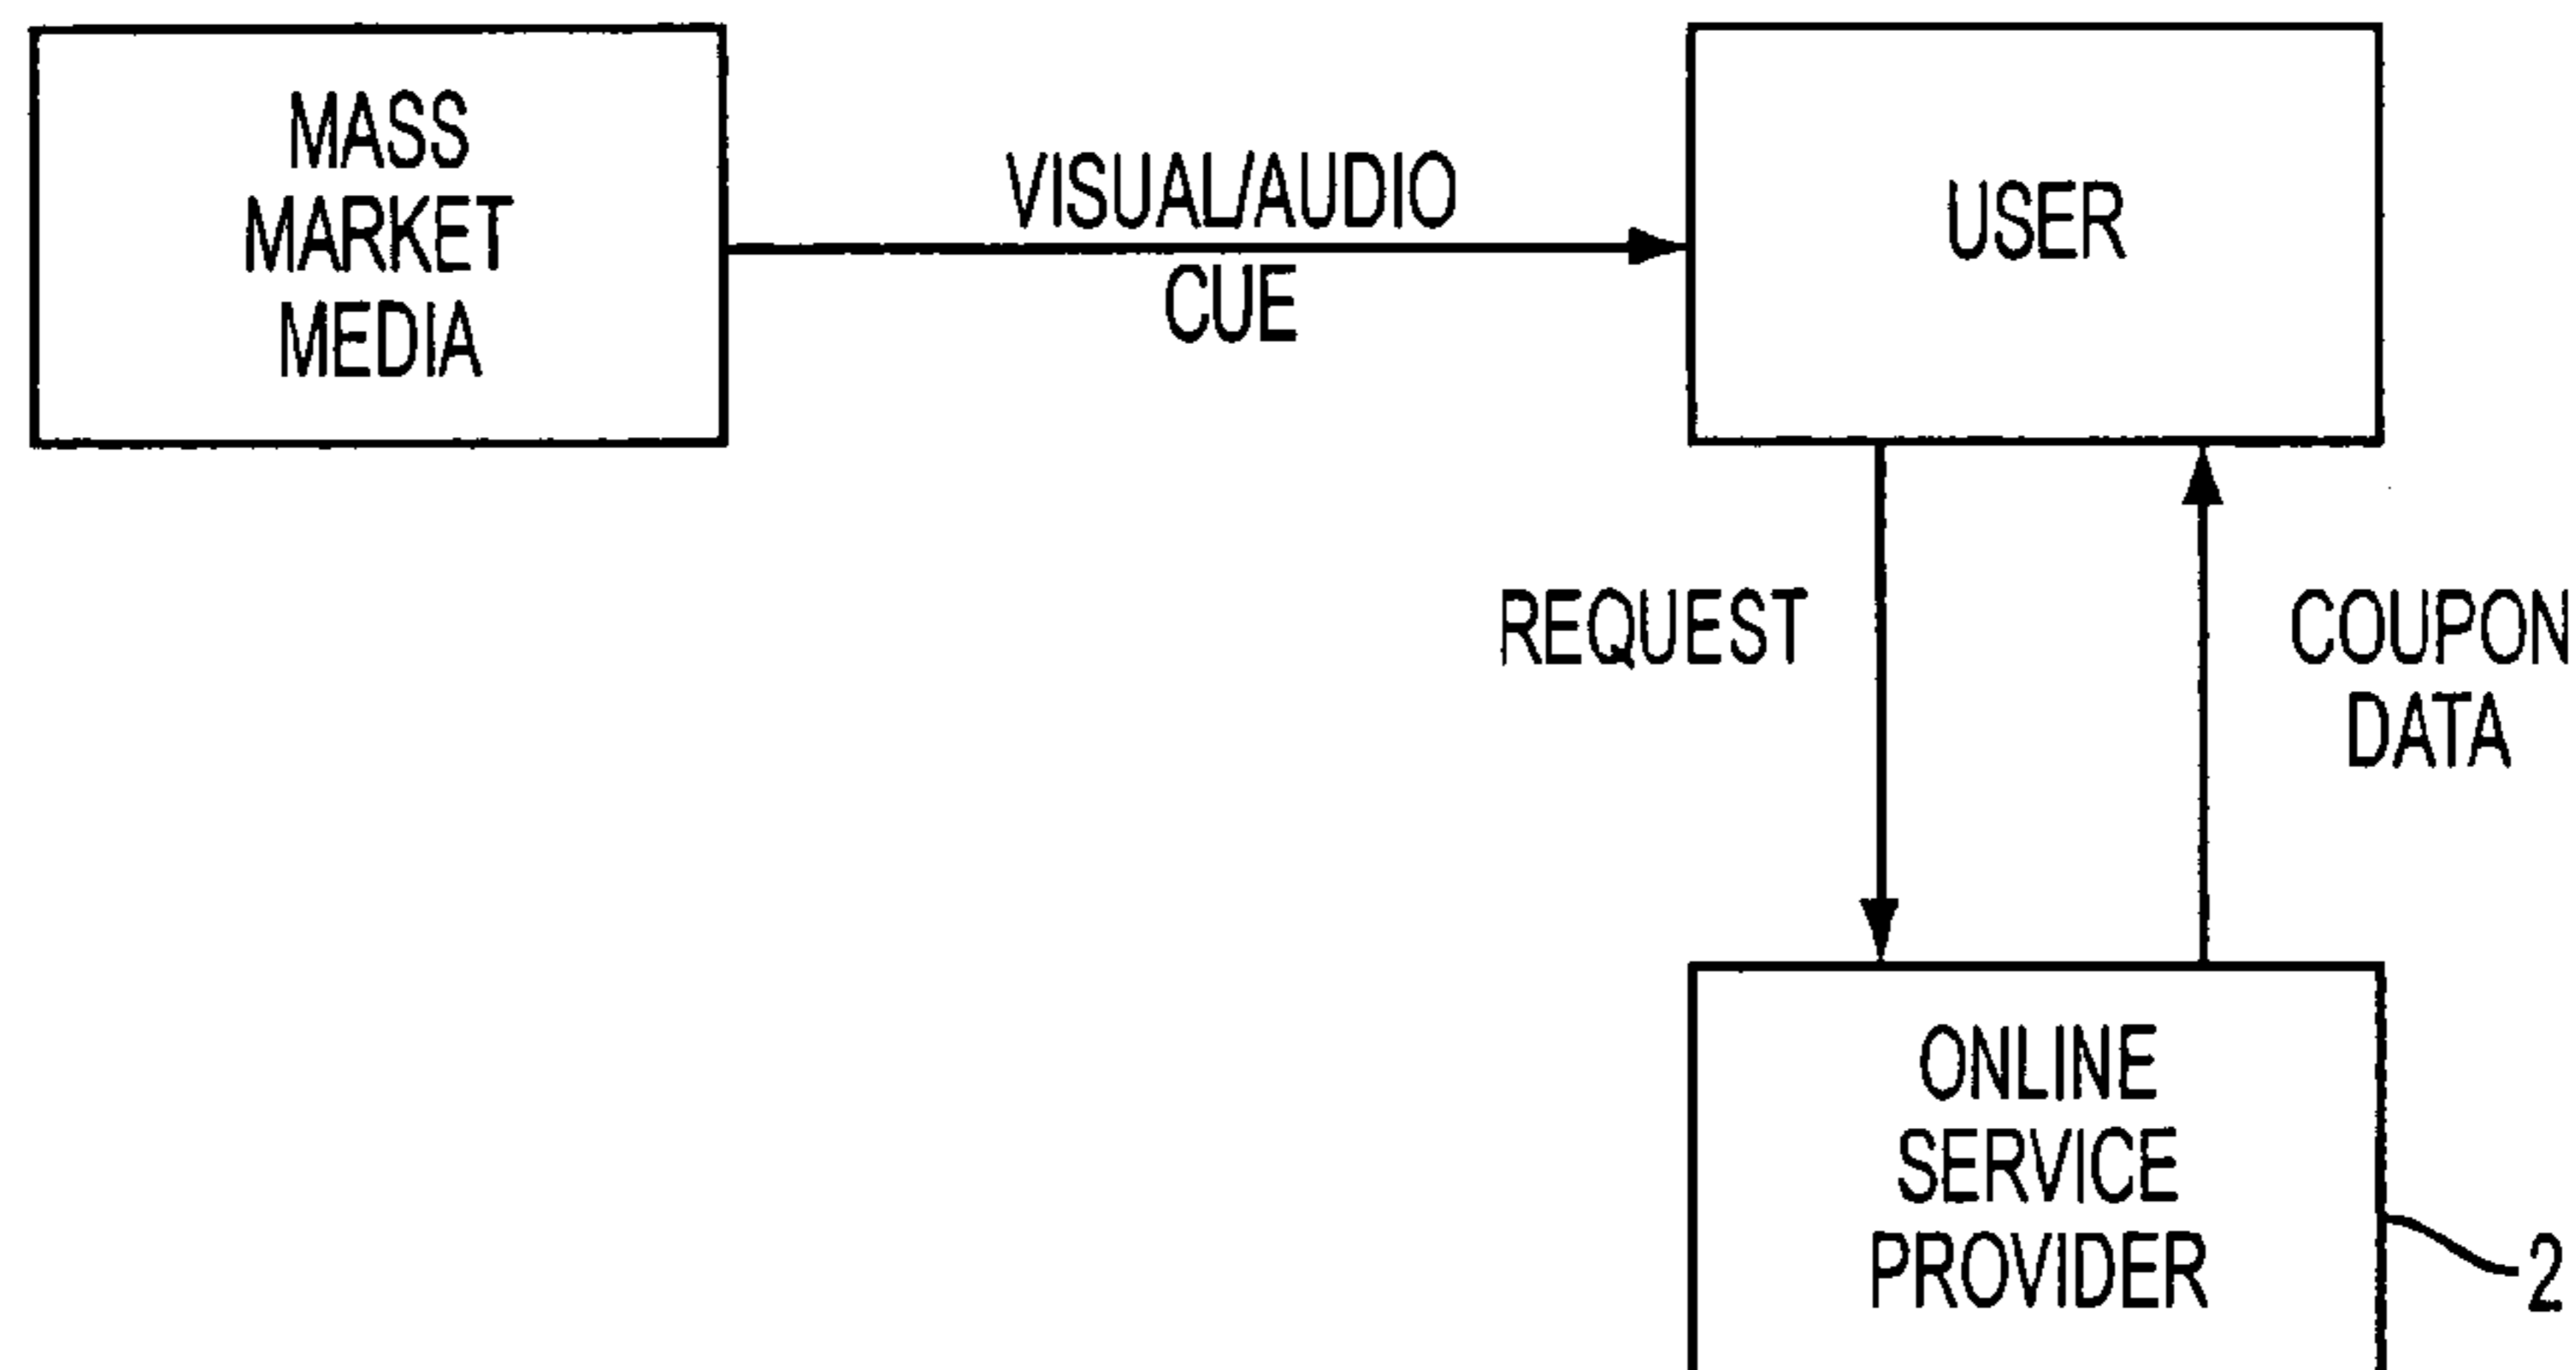 MASS
MARKET
MEDIA
VISUAL/AUDIO
CUE
USER
REQUEST
COUPON
DATA
ONLINE
SERVICE
PROVIDER
2